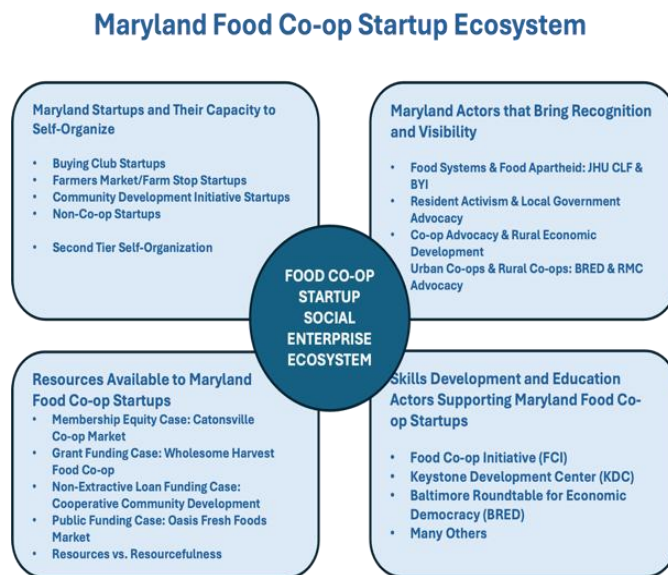 Maryland Food Co-op Startup Ecosystem
Maryland Startups and Their Capacity to
Self-Organize
• Buying Club Startups
• Farmers Market/Farm Stop Startups
• Community Development Initiative Startups
• Non-Co-op Startups
• Second Tier Self-Organization
Maryland Actors that Bring Recognition
and Visibility
• Food Systems & Food Apartheid: JHU CLF &
BYI
• Resident Activism & Local Government
Advocacy
• Co-op Advocacy & Rural Economic
Development
Urban Co-ops & Rural Co-ops: BRED & RMC
Advocacy
FOOD CO-OP
STARTUP
SOCIAL
ENTERPRISE
ECOSYSTEM
Resources Available to Maryland
Food Co-op Startups
• Membership Equity Case: Catonsville
Co-op Market
• Grant Funding Case: Wholesome Harvest
Food Co-op
• Non-Extractive Loan Funding Case:
Cooperative Community Development
• Public Funding Case: Oasis Fresh Foods
Market
• Resources vs. Resourcefulness
Skills Development and Education
Actors Supporting Maryland Food Co-
op Startups
• Food Co-op Initiative (FCI)
• Keystone Development Center (KDC)
• Baltimore Roundtable for Economic
Democracy (BRED)
• Many Others